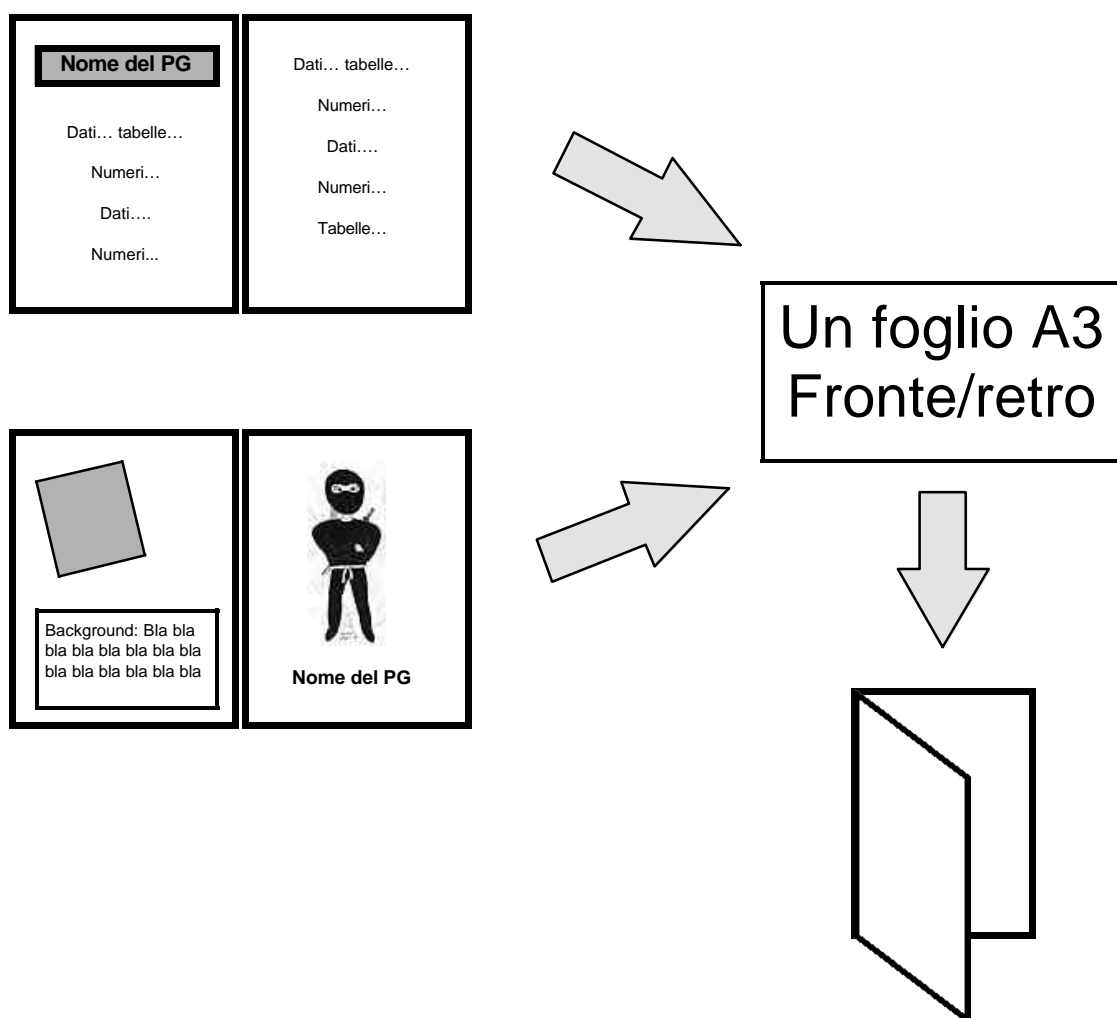 Nome del PG
Dati… tabelle…
Numeri…
Dati….
Numeri...
Dati… tabelle…
Numeri…
Dati….
Numeri…
Tabelle…
Un foglio A3
Fronte/retro
Background: Bla bla
bla bla bla bla bla bla
bla bla bla bla bla bla
Nome del PG